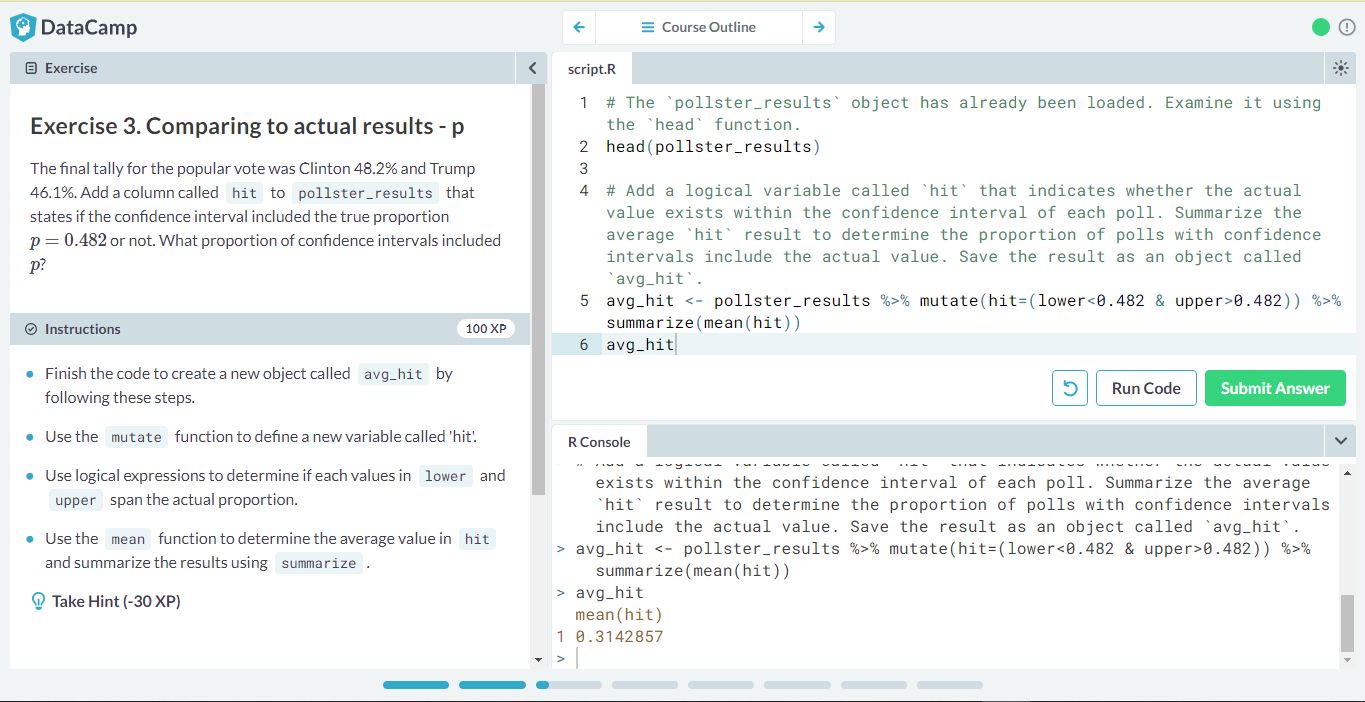 DataCamp
Course Outline
Exercise
Exercise 3. Comparing to actual results - p
The final tally for the popular vote was Clinton 48.2% and Trump
46.1%. Add a column called hit to pollster_results that
states if the confidence interval included the true proportion
p = 0.482 or not. What proportion of confidence intervals included
p?
Instructions
100 XP
Finish the code to create a new object called avg_hit by
following these steps.
Use the mutate function to define a new variable called 'hit'.
Use logical expressions to determine if each values in lower and
upper span the actual proportion.
Use the mean function to determine the average value in hit
and summarize the results using summarize .
Take Hint (-30 XP)
script.R
1 # The `pollster_results` object has already been loaded. Examine it using
the `head` function.
2 head(pollster_results)
3
4 # Add a logical variable called `hit` that indicates whether the actual
value exists within the confidence interval of each poll. Summarize the
average `hit` result to determine the proportion of polls with confidence
intervals include the actual value. Save the result as an object called
`avg_hit`.
5 avg_hit <- pollster_results %>% mutate(hit=(lower<0.482 & upper>0.482)) %>%
summarize(mean(hit))
6 avg_hit
Run Code
Submit Answer
R Console
# Add a logical variable called `hit` that indicates whether the actual value
exists within the confidence interval of each poll. Summarize the average
`hit` result to determine the proportion of polls with confidence intervals
include the actual value. Save the result as an object called `avg_hit`.
> avg_hit <- pollster_results %>% mutate(hit=(lower<0.482 & upper>0.482)) %>%
summarize(mean(hit))
> avg_hit
mean(hit)
1 0.3142857
>